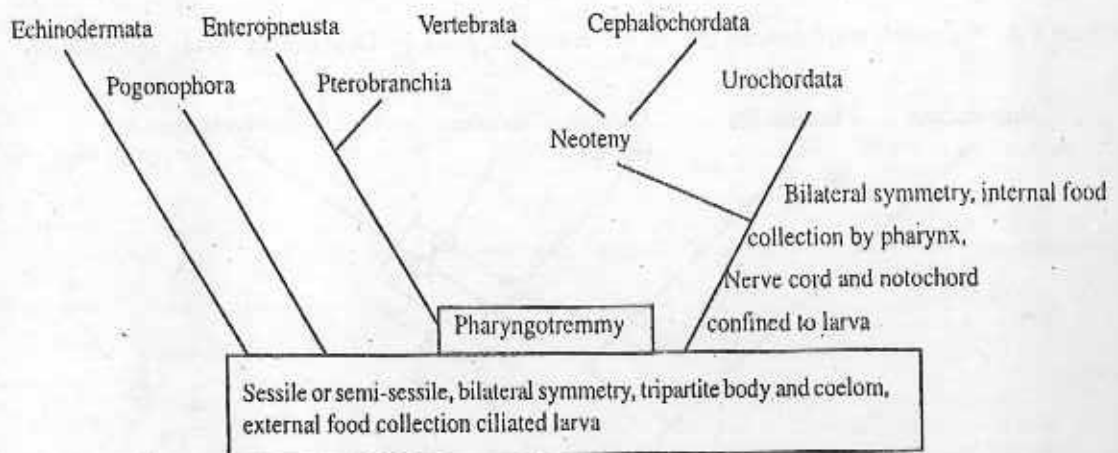 Echinodermata
Enteropneusta
Vertebrata
Cephalochordata
Pogonophora
Pterobranchia
Urochordata
Neoteny
Bilateral symmetry, internal food
collection by pharynx,
Nerve cord and notochord
confined to larva
Pharyngotremmy
Sessile or semi-sessile, bilateral symmetry, tripartite body and coelom,
external food collection ciliated larva